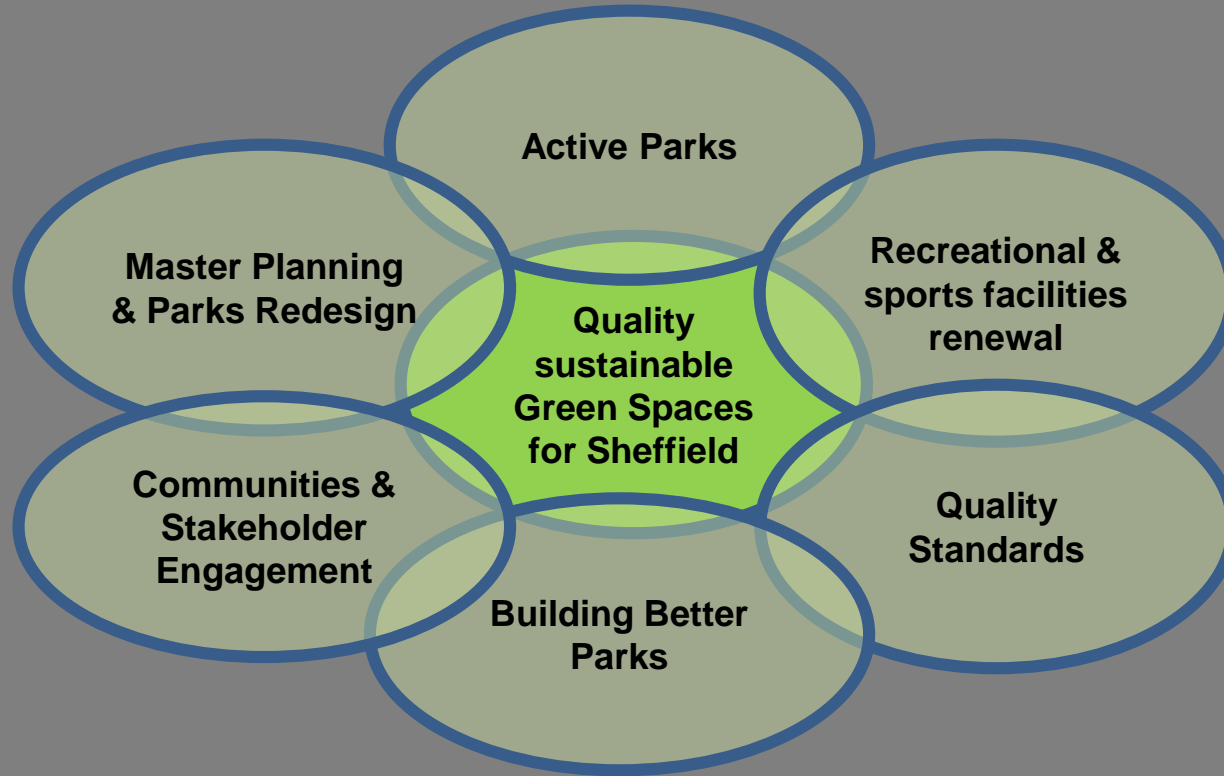 Active Parks
Master Planning
& Parks Redesign
Recreational &
sports facilities
renewal
Quality
sustainable
Green Spaces
for Sheffield
Communities &
Stakeholder
Engagement
Quality
Standards
Building Better
Parks